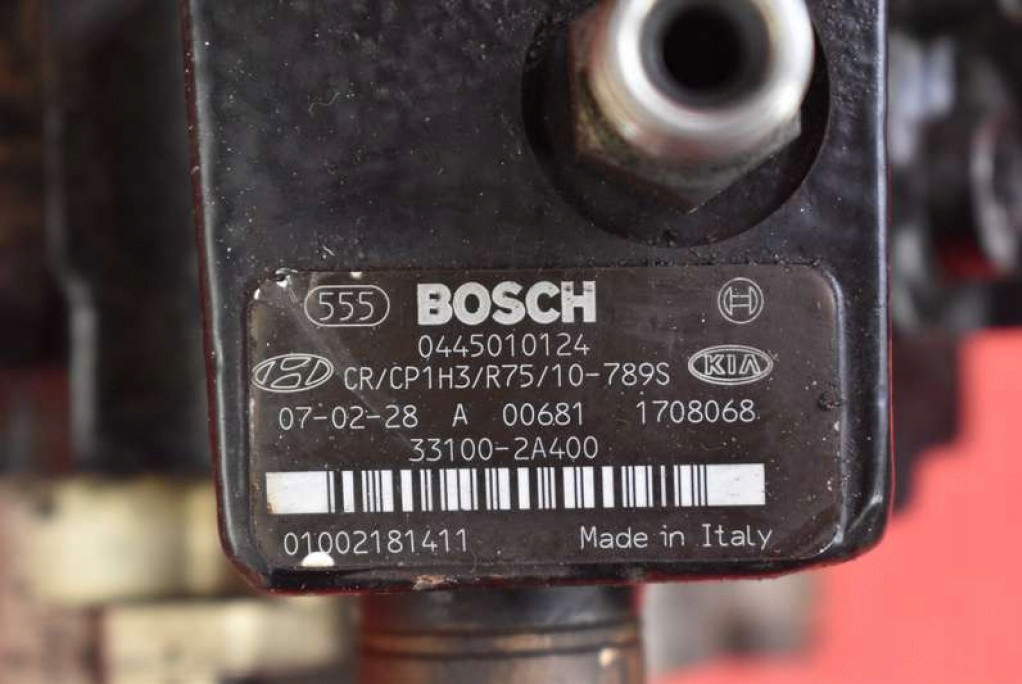 555 BOSCH
0445010124
CR/CP1H3/R75/10-789S KIA
07-02-28 A 00681 1708068
33100-2A400
01002181411 Made in Italy